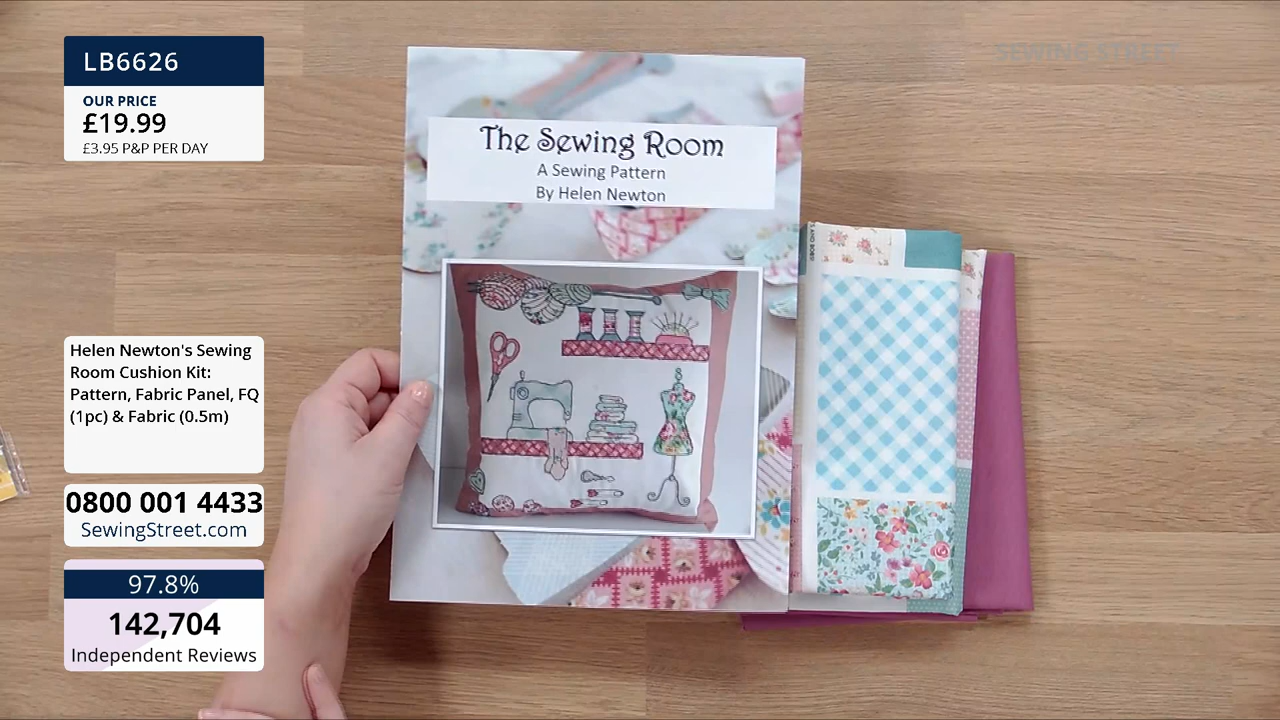 LB6626
OUR PRICE
£19.99
£3.95 P&P PER DAY
SEWING STREET
The Sewing Room
A Sewing Pattern
By Helen Newton
Helen Newton's Sewing
Room Cushion Kit:
Pattern, Fabric Panel, FQ
(1pc) & Fabric (0.5m)
0800 001 4433
SewingStreet.com
97.8%
142,704
Independent Reviews